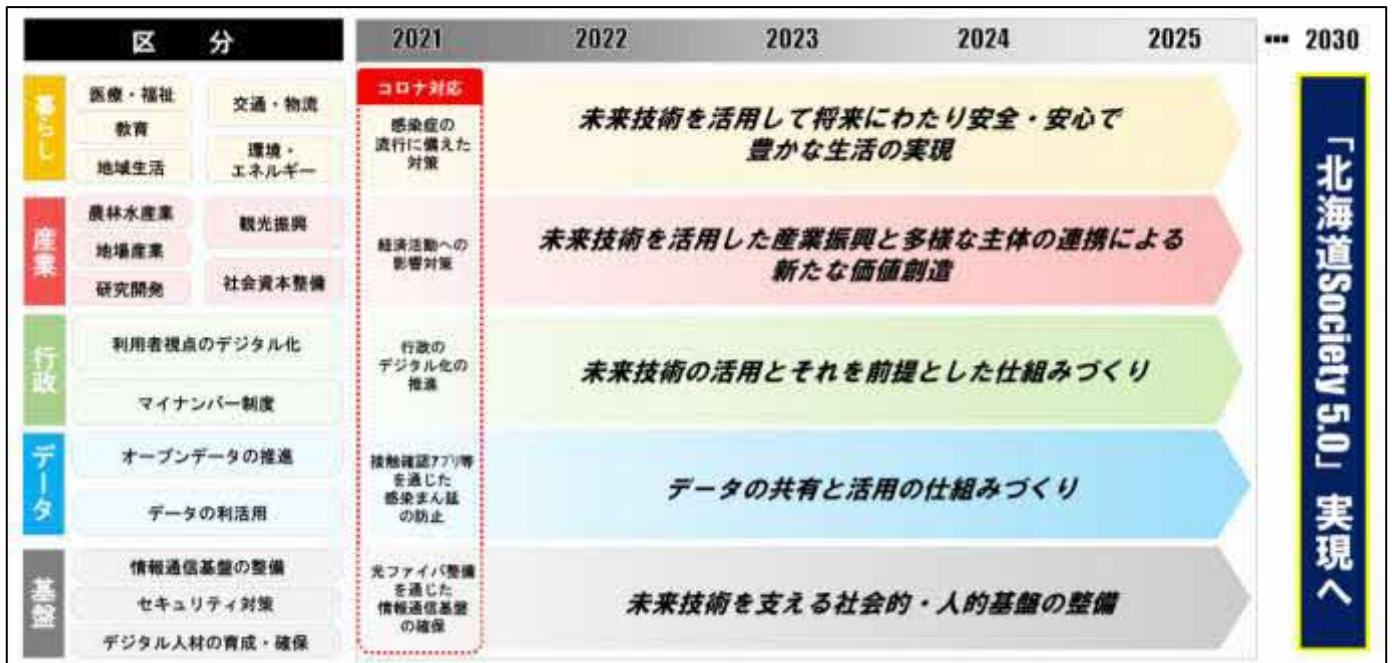 区 分
2021 2022 2023 2024 2025 ・・・ 2030
暮らし
医療・福祉
教育
地域生活
交通・物流
環境・
エネルギー
コロナ対応
感染症の
流行に備えた
対策
未来技術を活用して将来にわたり安全・安心で
豊かな生活の実現
産業
農林水産業
地場産業
研究開発
観光振興
社会資本整備
経済活動への
影響対策
未来技術を活用した産業振興と多様な主体の連携による
新たな価値創造
行政
利用者視点のデジタル化
マイナンバー制度
行政の
デジタル化の
推進
未来技術の活用とそれを前提とした仕組みづくり
データ
オープンデータの推進
データの利活用
接触確認アプリ等
を通じた
感染まん延
の防止
データの共有と活用の仕組みづくり
基盤
情報通信基盤の整備
セキュリティ対策
デジタル人材の育成・確保
光ファイバ整備
を通じた
情報通信基盤
の確保
未来技術を支える社会的・人的基盤の整備
「北海道Society 5.0」実現へ